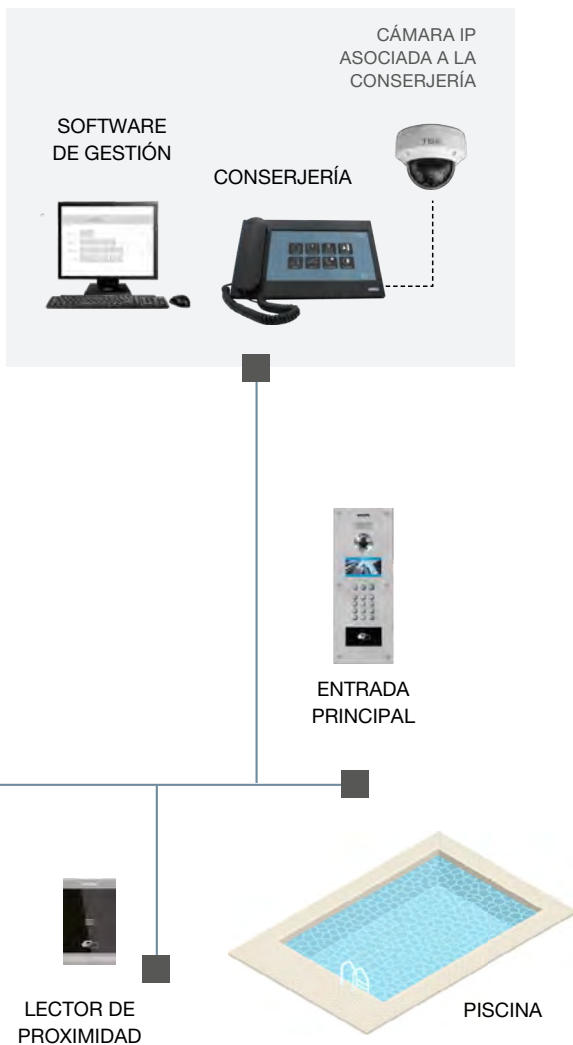 CÁMARA IP
ASOCIADA A LA
CONSERJERÍA
SOFTWARE
DE GESTIÓN
CONSERJERÍA
ENTRADA
PRINCIPAL
LECTOR DE
PROXIMIDAD
PISCINA